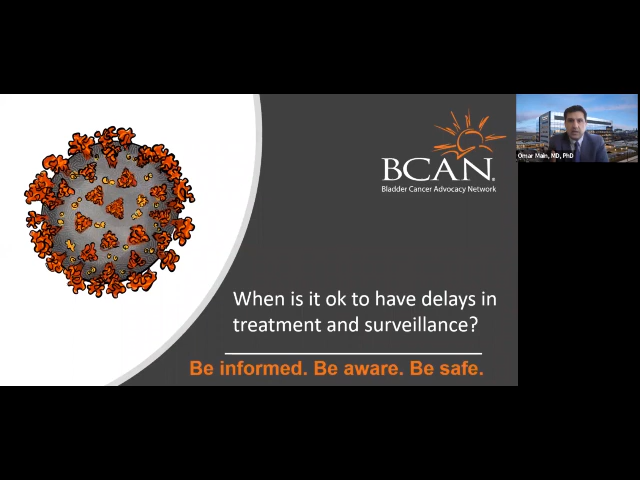 BCAN®
Bladder Cancer Advocacy Network
Omar Mian, MD, PhD
When is it ok to have delays in
treatment and surveillance?
Be informed. Be aware. Be safe.